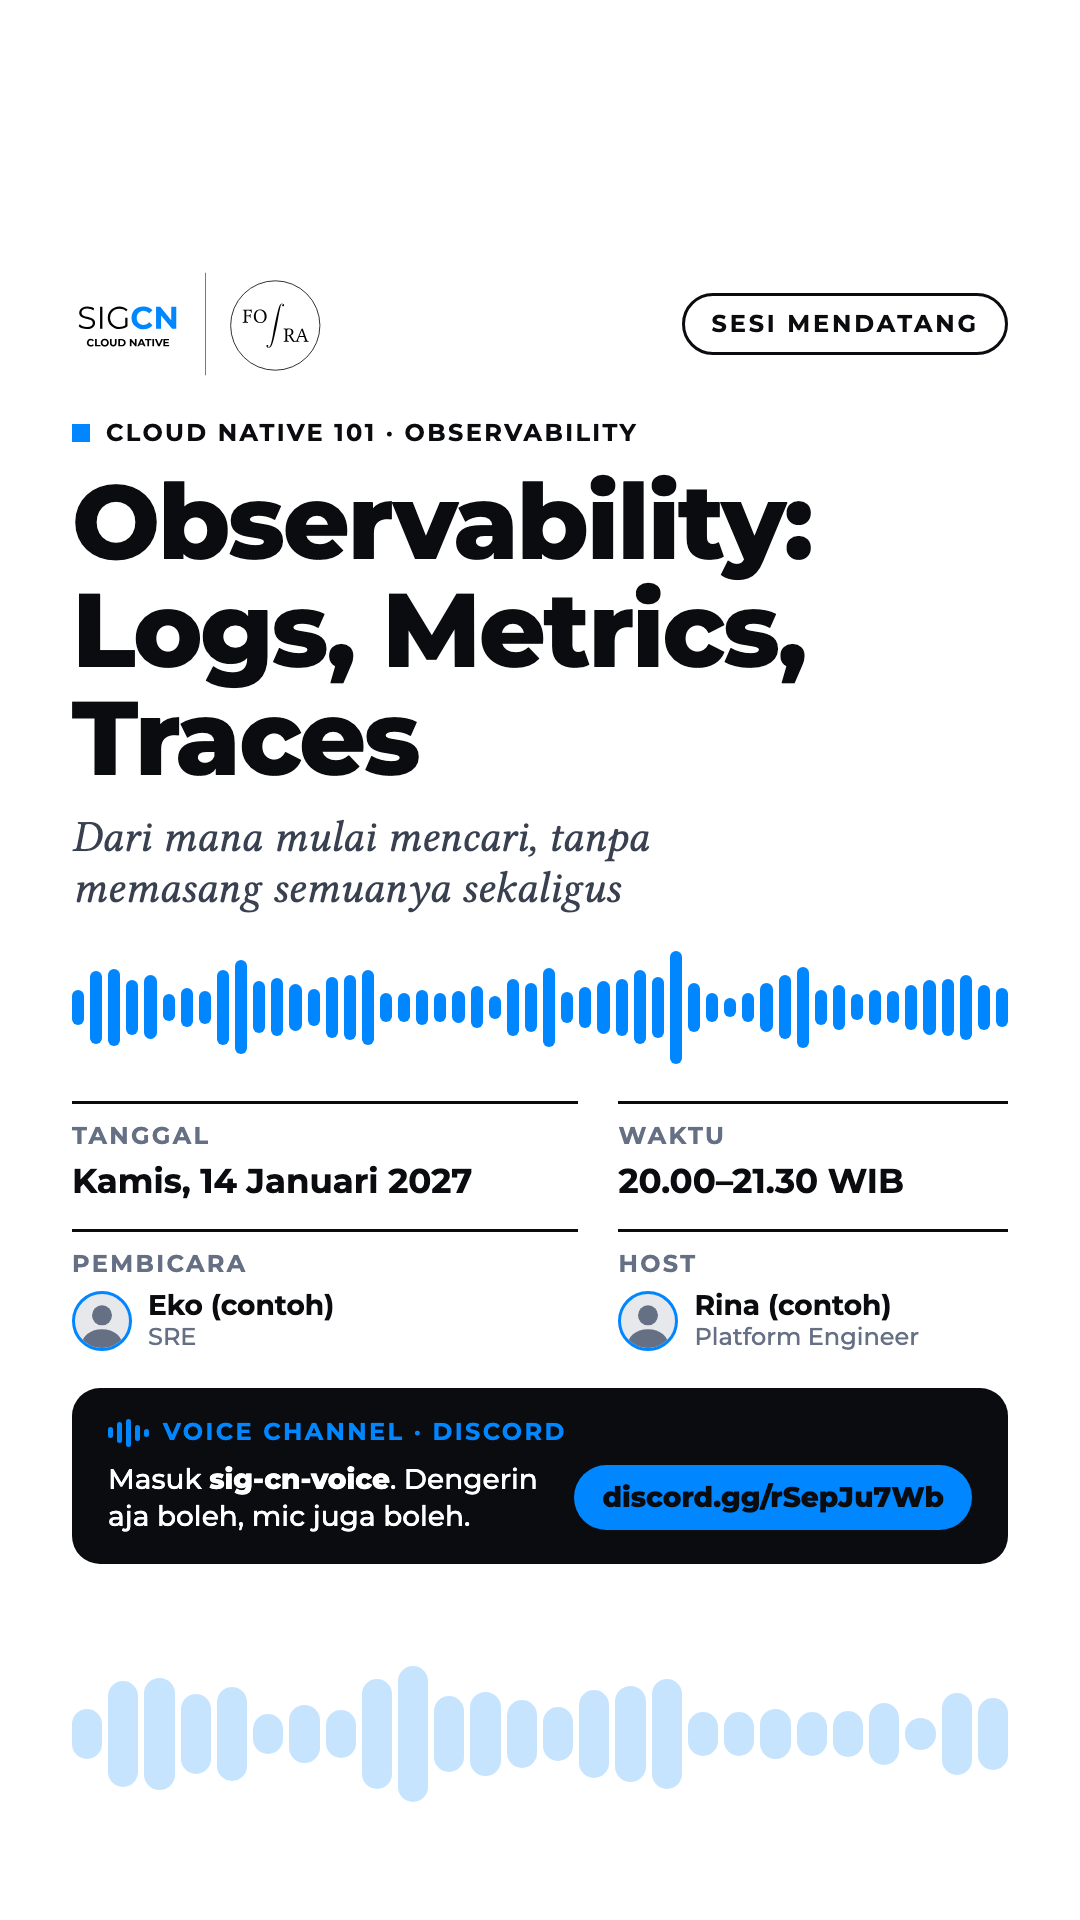 SIGCN
CLOUD NATIVE
FO
RA
SESI MENDATANG
CLOUD NATIVE 101 · OBSERVABILITY
Observability:
Logs, Metrics,
Traces
Dari mana mulai mencari, tanpa
memasang semuanya sekaligus
TANGGAL
Kamis, 14 Januari 2027
WAKTU
20.00–21.30 WIB
PEMBICARA
Eko (contoh)
SRE
HOST
Rina (contoh)
Platform Engineer
VOICE CHANNEL · DISCORD
Masuk sig-cn-voice. Dengerin
aja boleh, mic juga boleh.
discord.gg/rSepJu7Wb